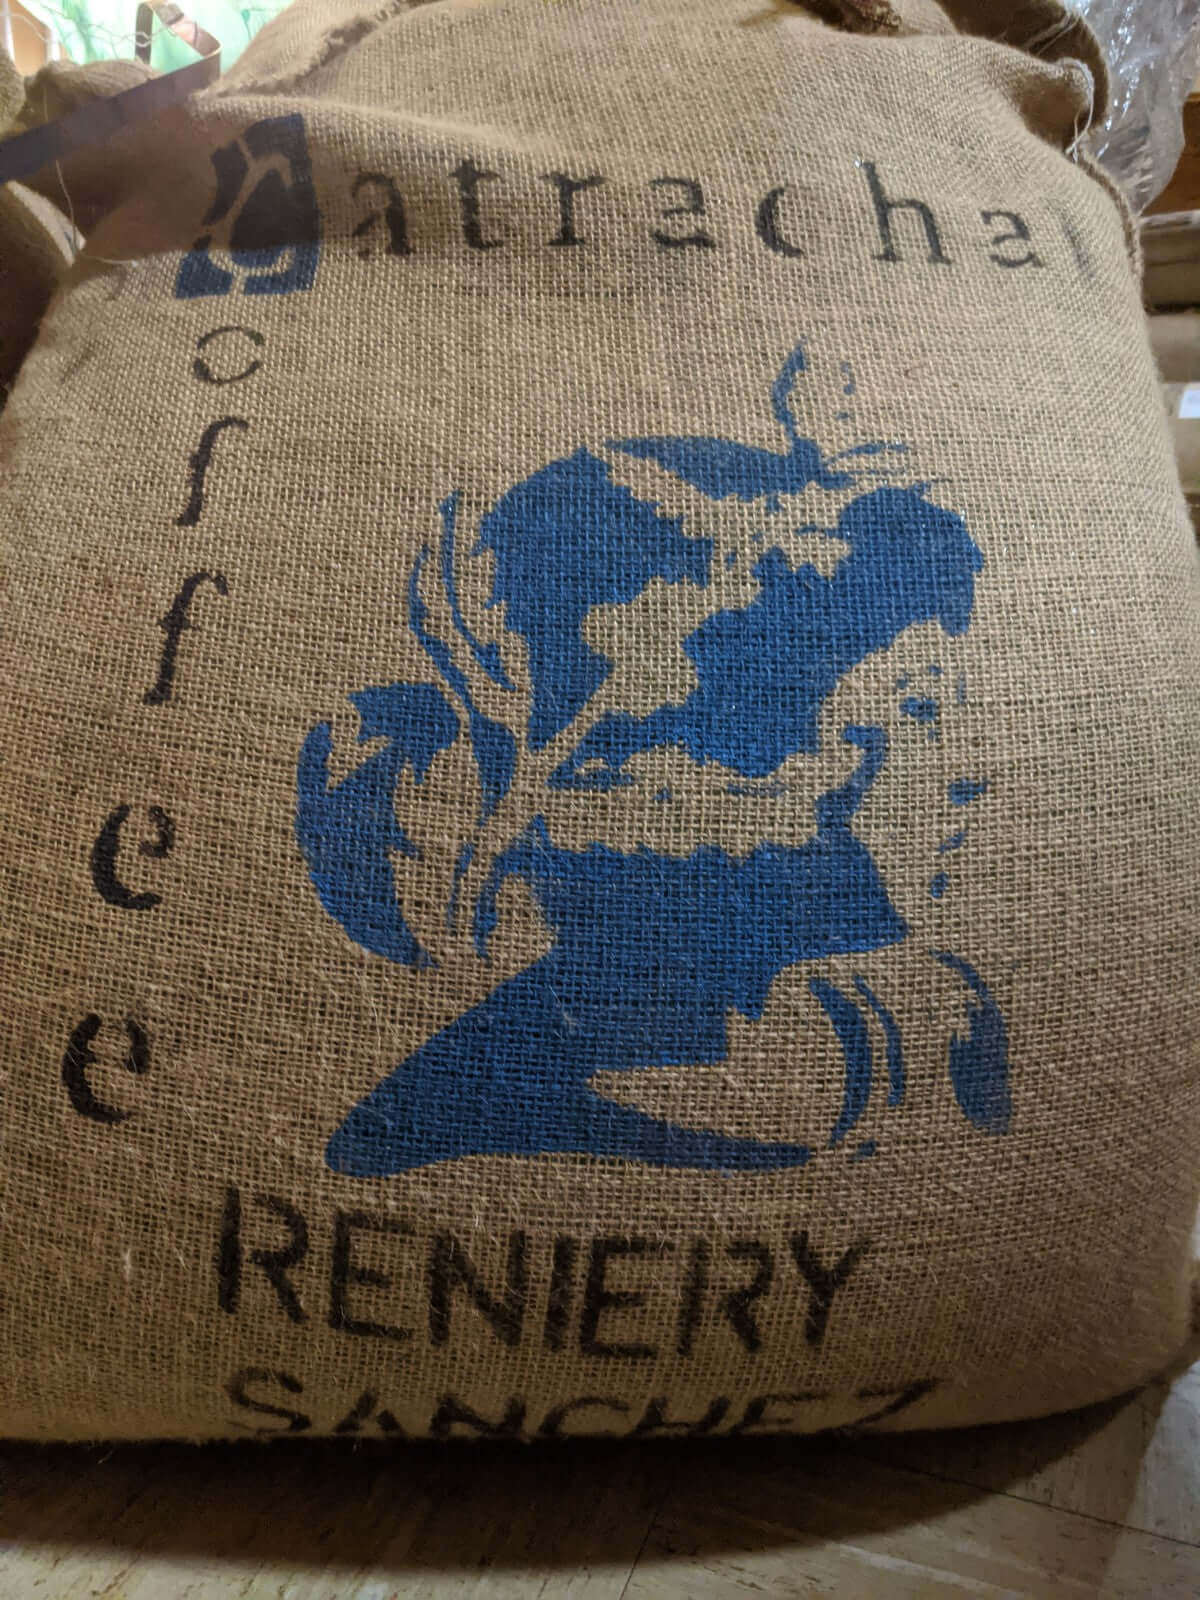 Catracha
offee
RENIERY
SANCHEZ